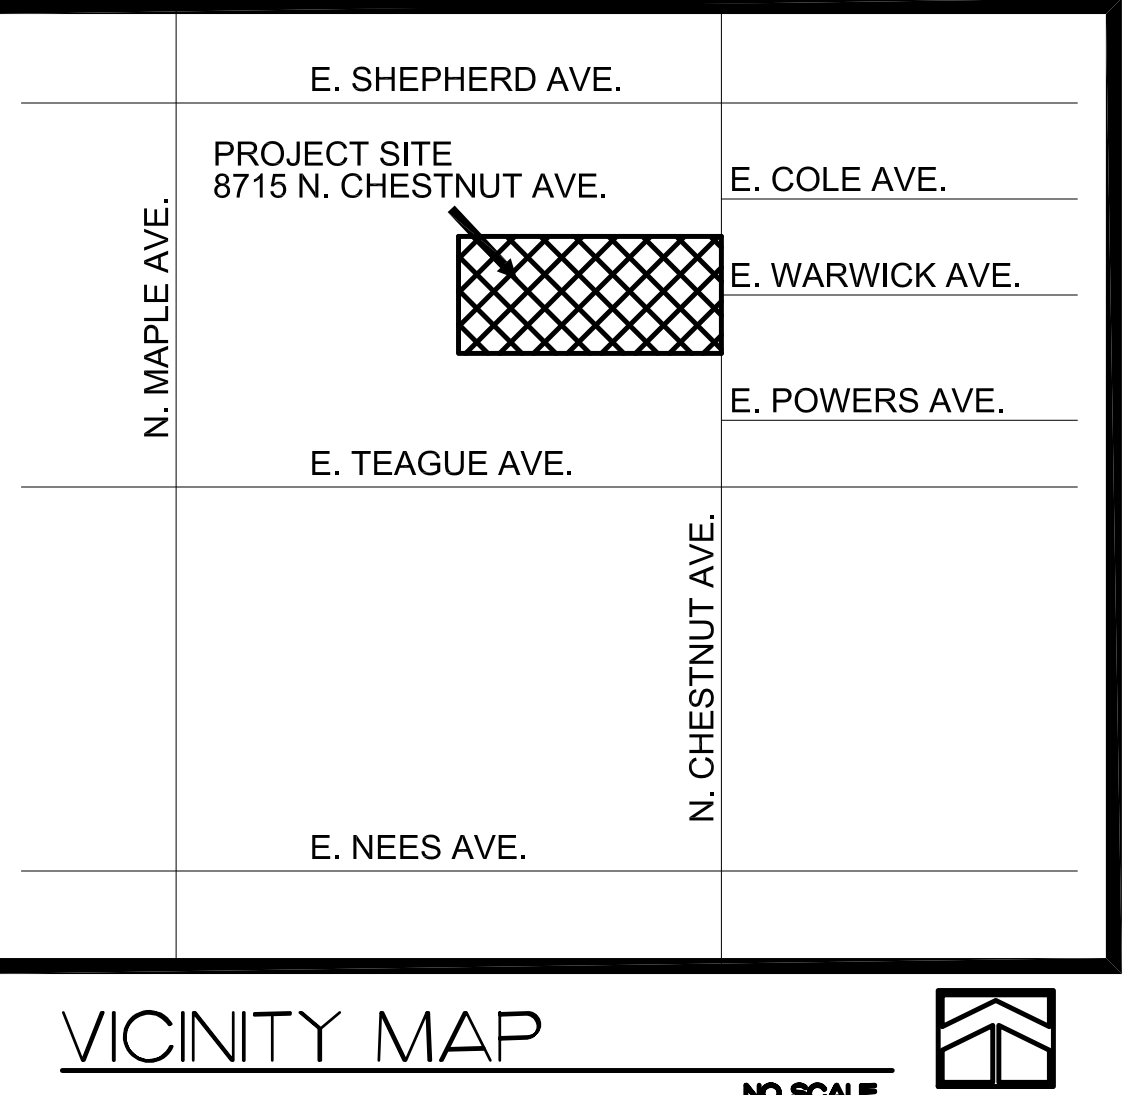 E. SHEPHERD AVE.
PROJECT SITE
8715 N. CHESTNUT AVE.
E. COLE AVE.
N. MAPLE AVE.
E. WARWICK AVE.
E. POWERS AVE.
E. TEAGUE AVE.
N. CHESTNUT AVE.
E. NEES AVE.
VICINITY MAP
NO SCALE